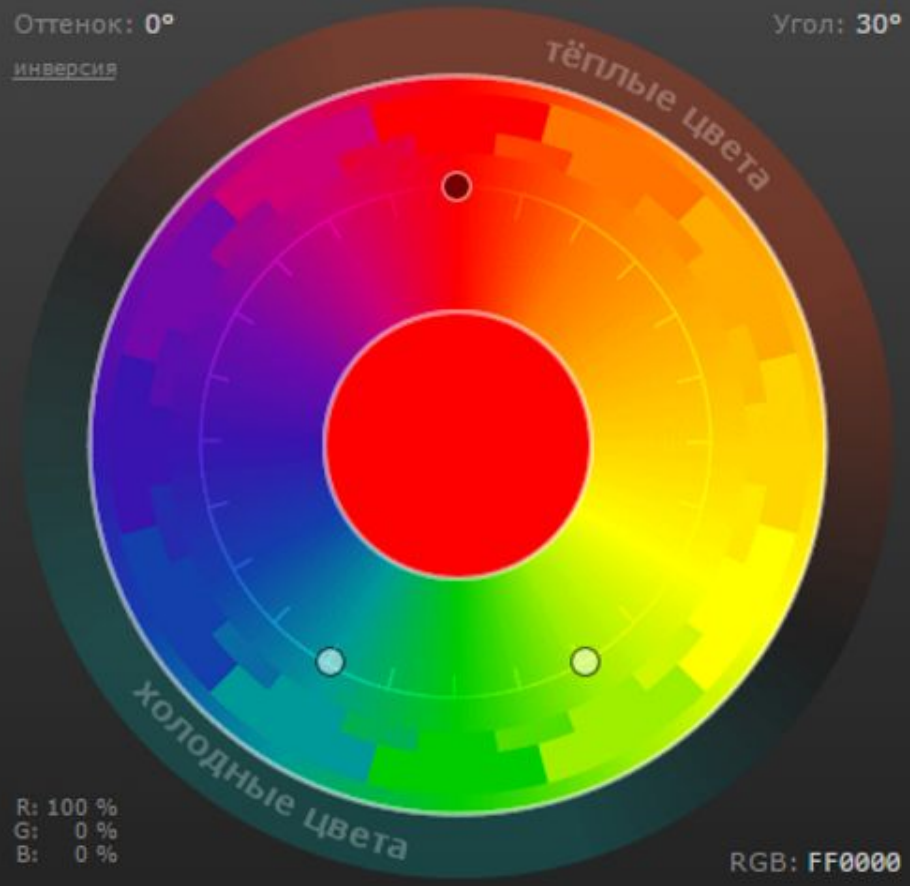 Оттенок: 0°
Угол: 30°
инверсия
тёплые цвета
холодные цвета
R: 100 %
G: 0 %
B: 0 %
RGB: FF0000